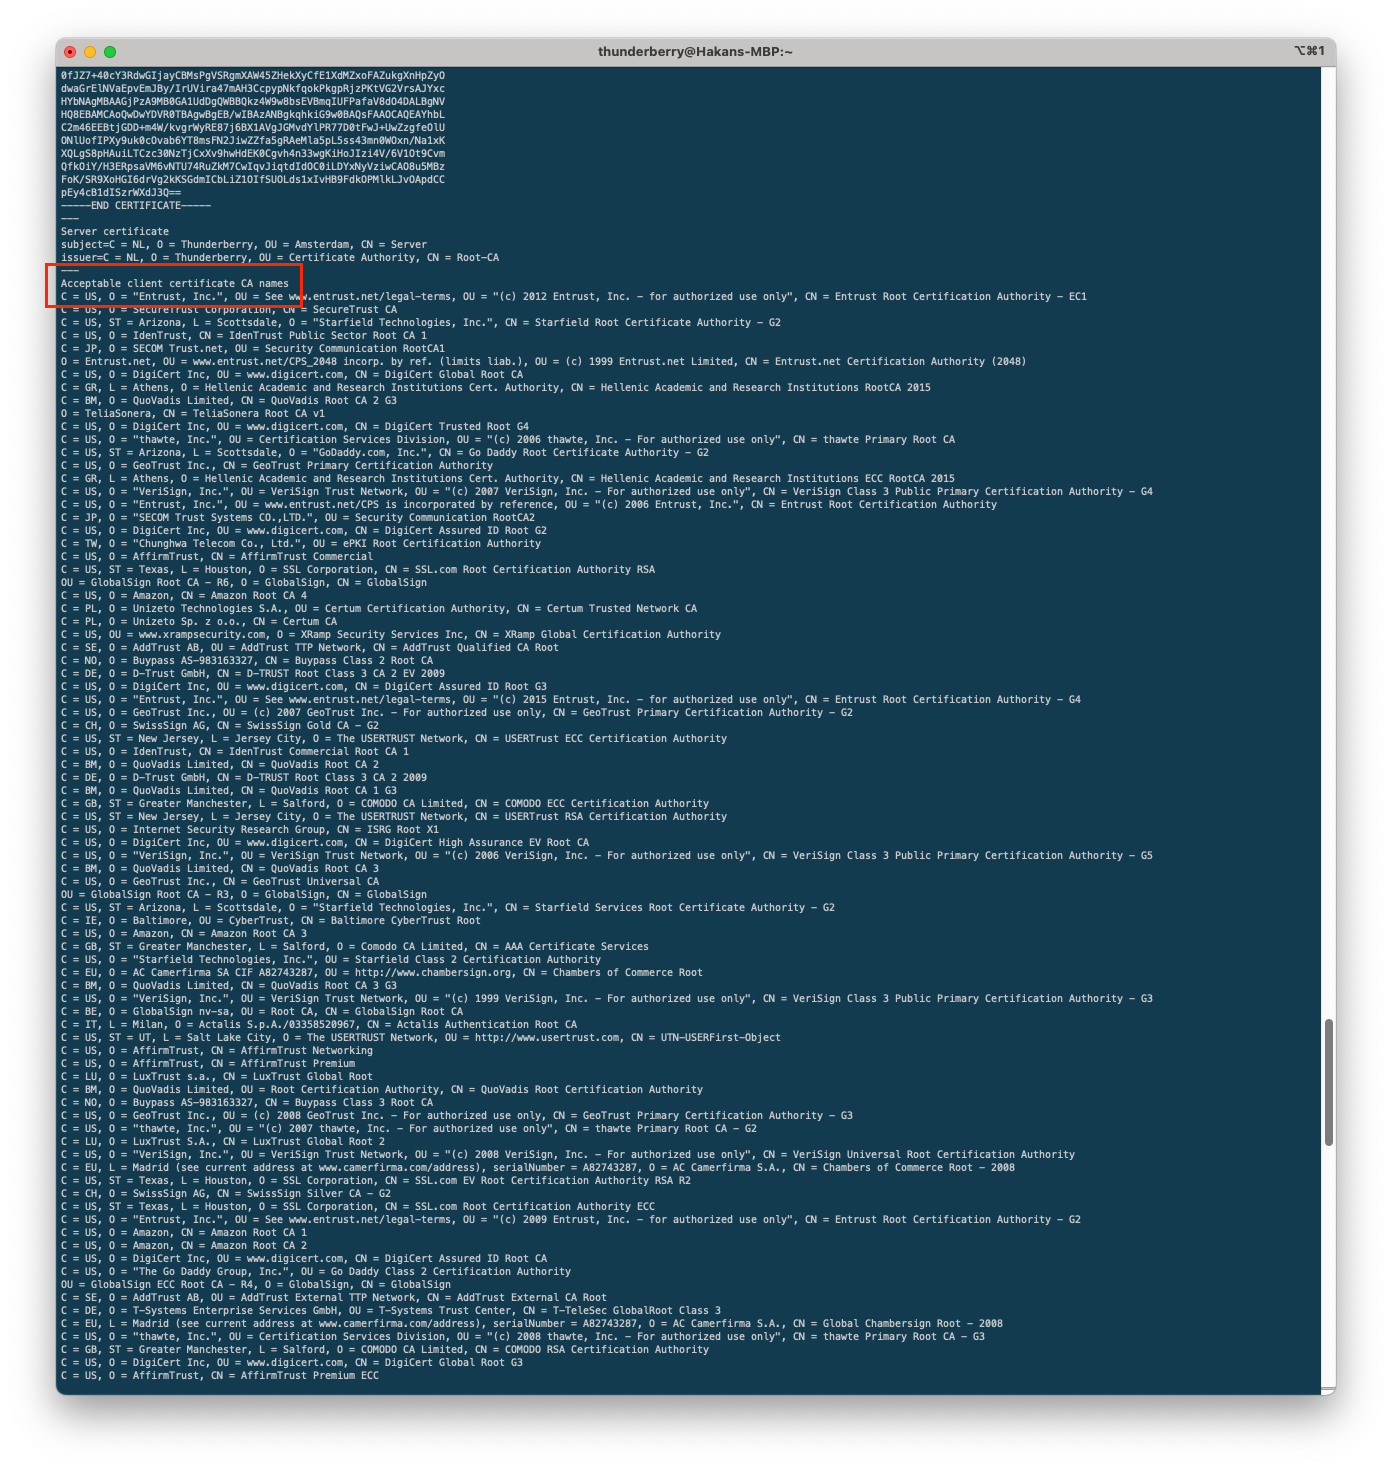 thunderberry@Hakans-MBP:~
⌥⌘1
0fJZ7+40cY3RdwGIjayCBMsPgVSRgmXAW45ZHekXyCfE1XdMZxoFAZukgXnHpZyO
dwaGrElNVaEpvEmJBy/IrUVira47mAH3CcpypNkfqokPkgpRjzPKtVG2VrsAJYxc
HYbNAgMBAAGjPzA9MB0GA1UdDgQWBBQkz4W9w8bsEVBmqIUFPafaV8dO4DALBgNV
HQ8EBAMCAoQwDwYDVR0TBAgwBgEB/wIBAzANBgkqhkiG9w0BAQsFAAOCAQEAYhbL
C2m46EEBtjGDD+m4W/kvgrWyRE87j6BX1AVgJGMvdYlPR77D0tFwJ+UwZzgfeOlU
ONlUofIPXy9uk0cOvab6YT8msFN2JiwZZfa5gRAeMla5pL5ss43mn0WOxn/Na1xK
XQLgS8pHAuiLTCzc30NzTjCxXv9hwHdEK0Cgvh4n33wgKiHoJIzi4V/6V1Ot9Cvm
QfkOiY/H3ERpsaVM6vNTU74RuZkM7CwIqvJiqtdIdOC0iLDYxNyVziwCAO8u5MBz
FoK/SR9XoHGI6drVg2kKSGdmICbLiZ1OIfSUOLds1xIvHB9FdkOPMlkLJvOApdCC
pEy4cB1dISzrWXdJ3Q==
-----END CERTIFICATE-----
---
Server certificate
subject=C = NL, O = Thunderberry, OU = Amsterdam, CN = Server
issuer=C = NL, O = Thunderberry, OU = Certificate Authority, CN = Root-CA
---
Acceptable client certificate CA names
C = US, O = "Entrust, Inc.", OU = See www.entrust.net/legal-terms, OU = "(c) 2012 Entrust, Inc. - for authorized use only", CN = Entrust Root Certification Authority - EC1
C = US, O = SecureTrust Corporation, CN = SecureTrust CA
C = US, ST = Arizona, L = Scottsdale, O = "Starfield Technologies, Inc.", CN = Starfield Root Certificate Authority - G2
C = US, O = IdenTrust, CN = IdenTrust Public Sector Root CA 1
C = JP, O = SECOM Trust.net, OU = Security Communication RootCA1
O = Entrust.net, OU = www.entrust.net/CPS_2048 incorp. by ref. (limits liab.), OU = (c) 1999 Entrust.net Limited, CN = Entrust.net Certification Authority (2048)
C = US, O = DigiCert Inc, OU = www.digicert.com, CN = DigiCert Global Root CA
C = GR, L = Athens, O = Hellenic Academic and Research Institutions Cert. Authority, CN = Hellenic Academic and Research Institutions RootCA 2015
C = BM, O = QuoVadis Limited, CN = QuoVadis Root CA 2 G3
O = TeliaSonera, CN = TeliaSonera Root CA v1
C = US, O = DigiCert Inc, OU = www.digicert.com, CN = DigiCert Trusted Root G4
C = US, O = "thawte, Inc.", OU = Certification Services Division, OU = "(c) 2006 thawte, Inc. - For authorized use only", CN = thawte Primary Root CA
C = US, ST = Arizona, L = Scottsdale, O = "GoDaddy.com, Inc.", CN = Go Daddy Root Certificate Authority - G2
C = US, O = GeoTrust Inc., CN = GeoTrust Primary Certification Authority
C = GR, L = Athens, O = Hellenic Academic and Research Institutions Cert. Authority, CN = Hellenic Academic and Research Institutions ECC RootCA 2015
C = US, O = "VeriSign, Inc.", OU = VeriSign Trust Network, OU = "(c) 2007 VeriSign, Inc. - For authorized use only", CN = VeriSign Class 3 Public Primary Certification Authority - G4
C = US, O = "Entrust, Inc.", OU = www.entrust.net/CPS is incorporated by reference, OU = "(c) 2006 Entrust, Inc.", CN = Entrust Root Certification Authority
C = JP, O = "SECOM Trust Systems CO.,LTD.", OU = Security Communication RootCA2
C = US, O = DigiCert Inc, OU = www.digicert.com, CN = DigiCert Assured ID Root G2
C = TW, O = "Chunghwa Telecom Co., Ltd.", OU = ePKI Root Certification Authority
C = US, O = AffirmTrust, CN = AffirmTrust Commercial
C = US, ST = Texas, L = Houston, O = SSL Corporation, CN = SSL.com Root Certification Authority RSA
OU = GlobalSign Root CA - R6, O = GlobalSign, CN = GlobalSign
C = US, O = Amazon, CN = Amazon Root CA 4
C = PL, O = Unizeto Technologies S.A., OU = Certum Certification Authority, CN = Certum Trusted Network CA
C = PL, O = Unizeto Sp. z o.o., CN = Certum CA
C = US, OU = www.xrampsecurity.com, O = XRamp Security Services Inc, CN = XRamp Global Certification Authority
C = SE, O = AddTrust AB, OU = AddTrust TTP Network, CN = AddTrust Qualified CA Root
C = NO, O = Buypass AS-983163327, CN = Buypass Class 2 Root CA
C = DE, O = D-Trust GmbH, CN = D-TRUST Root Class 3 CA 2 EV 2009
C = US, O = DigiCert Inc, OU = www.digicert.com, CN = DigiCert Assured ID Root G3
C = US, O = "Entrust, Inc.", OU = See www.entrust.net/legal-terms, OU = "(c) 2015 Entrust, Inc. - for authorized use only", CN = Entrust Root Certification Authority - G4
C = US, O = GeoTrust Inc., OU = (c) 2007 GeoTrust Inc. - For authorized use only, CN = GeoTrust Primary Certification Authority - G2
C = CH, O = SwissSign AG, CN = SwissSign Gold CA - G2
C = US, ST = New Jersey, L = Jersey City, O = The USERTRUST Network, CN = USERTrust ECC Certification Authority
C = US, O = IdenTrust, CN = IdenTrust Commercial Root CA 1
C = BM, O = QuoVadis Limited, CN = QuoVadis Root CA 2
C = DE, O = D-Trust GmbH, CN = D-TRUST Root Class 3 CA 2 2009
C = BM, O = QuoVadis Limited, CN = QuoVadis Root CA 1 G3
C = GB, ST = Greater Manchester, L = Salford, O = COMODO CA Limited, CN = COMODO ECC Certification Authority
C = US, ST = New Jersey, L = Jersey City, O = The USERTRUST Network, CN = USERTrust RSA Certification Authority
C = US, O = Internet Security Research Group, CN = ISRG Root X1
C = US, O = DigiCert Inc, OU = www.digicert.com, CN = DigiCert High Assurance EV Root CA
C = US, O = "VeriSign, Inc.", OU = VeriSign Trust Network, OU = "(c) 2006 VeriSign, Inc. - For authorized use only", CN = VeriSign Class 3 Public Primary Certification Authority - G5
C = BM, O = QuoVadis Limited, CN = QuoVadis Root CA 3
C = US, O = GeoTrust Inc., CN = GeoTrust Universal CA
OU = GlobalSign Root CA - R3, O = GlobalSign, CN = GlobalSign
C = US, ST = Arizona, L = Scottsdale, O = "Starfield Technologies, Inc.", CN = Starfield Services Root Certificate Authority - G2
C = IE, O = Baltimore, OU = CyberTrust, CN = Baltimore CyberTrust Root
C = US, O = Amazon, CN = Amazon Root CA 3
C = GB, ST = Greater Manchester, L = Salford, O = Comodo CA Limited, CN = AAA Certificate Services
C = US, O = "Starfield Technologies, Inc.", OU = Starfield Class 2 Certification Authority
C = EU, O = AC Camerfirma SA CIF A82743287, OU = http://www.chambersign.org, CN = Chambers of Commerce Root
C = BM, O = QuoVadis Limited, CN = QuoVadis Root CA 3 G3
C = US, O = "VeriSign, Inc.", OU = VeriSign Trust Network, OU = "(c) 1999 VeriSign, Inc. - For authorized use only", CN = VeriSign Class 3 Public Primary Certification Authority - G3
C = BE, O = GlobalSign nv-sa, OU = Root CA, CN = GlobalSign Root CA
C = IT, L = Milan, O = Actalis S.p.A./03358520967, CN = Actalis Authentication Root CA
C = US, ST = UT, L = Salt Lake City, O = The USERTRUST Network, OU = http://www.usertrust.com, CN = UTN-USERFirst-Object
C = US, O = AffirmTrust, CN = AffirmTrust Networking
C = US, O = AffirmTrust, CN = AffirmTrust Premium
C = LU, O = LuxTrust s.a., CN = LuxTrust Global Root
C = BM, O = QuoVadis Limited, OU = Root Certification Authority, CN = QuoVadis Root Certification Authority
C = NO, O = Buypass AS-983163327, CN = Buypass Class 3 Root CA
C = US, O = GeoTrust Inc., OU = (c) 2008 GeoTrust Inc. - For authorized use only, CN = GeoTrust Primary Certification Authority - G3
C = US, O = "thawte, Inc.", OU = "(c) 2007 thawte, Inc. - For authorized use only", CN = thawte Primary Root CA - G2
C = LU, O = LuxTrust S.A., CN = LuxTrust Global Root 2
C = US, O = "VeriSign, Inc.", OU = VeriSign Trust Network, OU = "(c) 2008 VeriSign, Inc. - For authorized use only", CN = VeriSign Universal Root Certification Authority
C = EU, L = Madrid (see current address at www.camerfirma.com/address), serialNumber = A82743287, O = AC Camerfirma S.A., CN = Chambers of Commerce Root - 2008
C = US, ST = Texas, L = Houston, O = SSL Corporation, CN = SSL.com EV Root Certification Authority RSA R2
C = CH, O = SwissSign AG, CN = SwissSign Silver CA - G2
C = US, ST = Texas, L = Houston, O = SSL Corporation, CN = SSL.com Root Certification Authority ECC
C = US, O = "Entrust, Inc.", OU = See www.entrust.net/legal-terms, OU = "(c) 2009 Entrust, Inc. - for authorized use only", CN = Entrust Root Certification Authority - G2
C = US, O = Amazon, CN = Amazon Root CA 1
C = US, O = Amazon, CN = Amazon Root CA 2
C = US, O = DigiCert Inc, OU = www.digicert.com, CN = DigiCert Assured ID Root CA
C = US, O = "The Go Daddy Group, Inc.", OU = Go Daddy Class 2 Certification Authority
OU = GlobalSign ECC Root CA - R4, O = GlobalSign, CN = GlobalSign
C = SE, O = AddTrust AB, OU = AddTrust External TTP Network, CN = AddTrust External CA Root
C = DE, O = T-Systems Enterprise Services GmbH, OU = T-Systems Trust Center, CN = T-TeleSec GlobalRoot Class 3
C = EU, L = Madrid (see current address at www.camerfirma.com/address), serialNumber = A82743287, O = AC Camerfirma S.A., CN = Global Chambersign Root - 2008
C = US, O = "thawte, Inc.", OU = Certification Services Division, OU = "(c) 2008 thawte, Inc. - For authorized use only", CN = thawte Primary Root CA - G3
C = GB, ST = Greater Manchester, L = Salford, O = COMODO CA Limited, CN = COMODO RSA Certification Authority
C = US, O = DigiCert Inc, OU = www.digicert.com, CN = DigiCert Global Root G3
C = US, O = AffirmTrust, CN = AffirmTrust Premium ECC